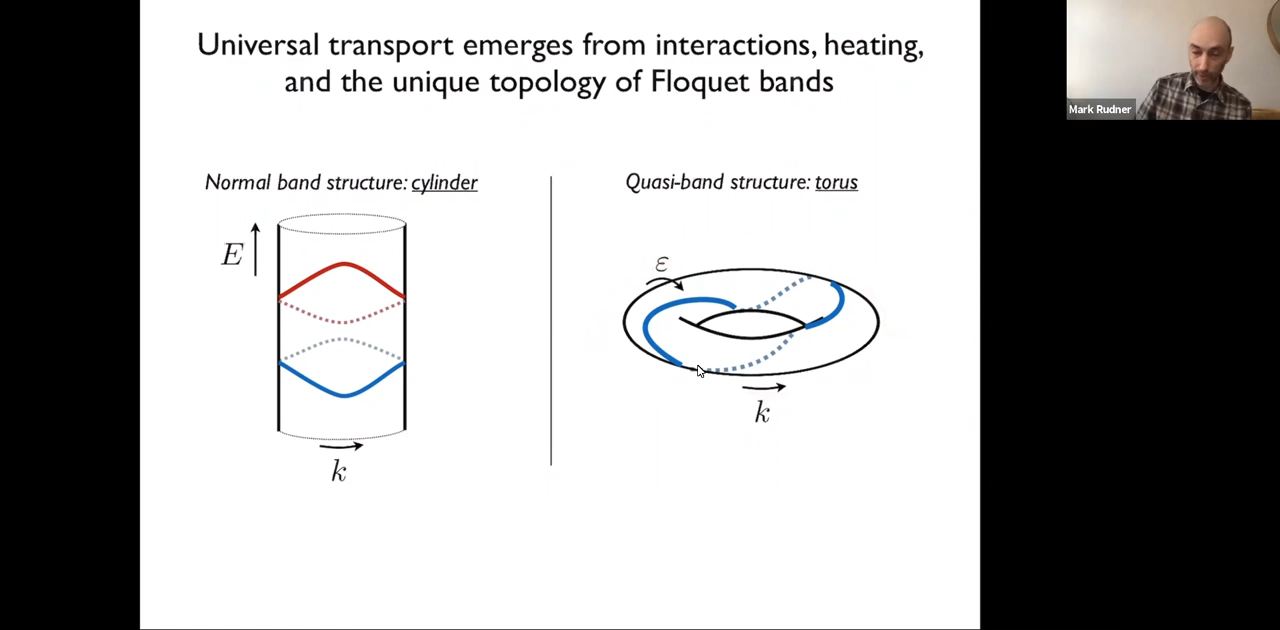 Universal transport emerges from interactions, heating,
and the unique topology of Floquet bands
Mark Rudner
Normal band structure: cylinder
E
k
Quasi-band structure: torus
ε
k